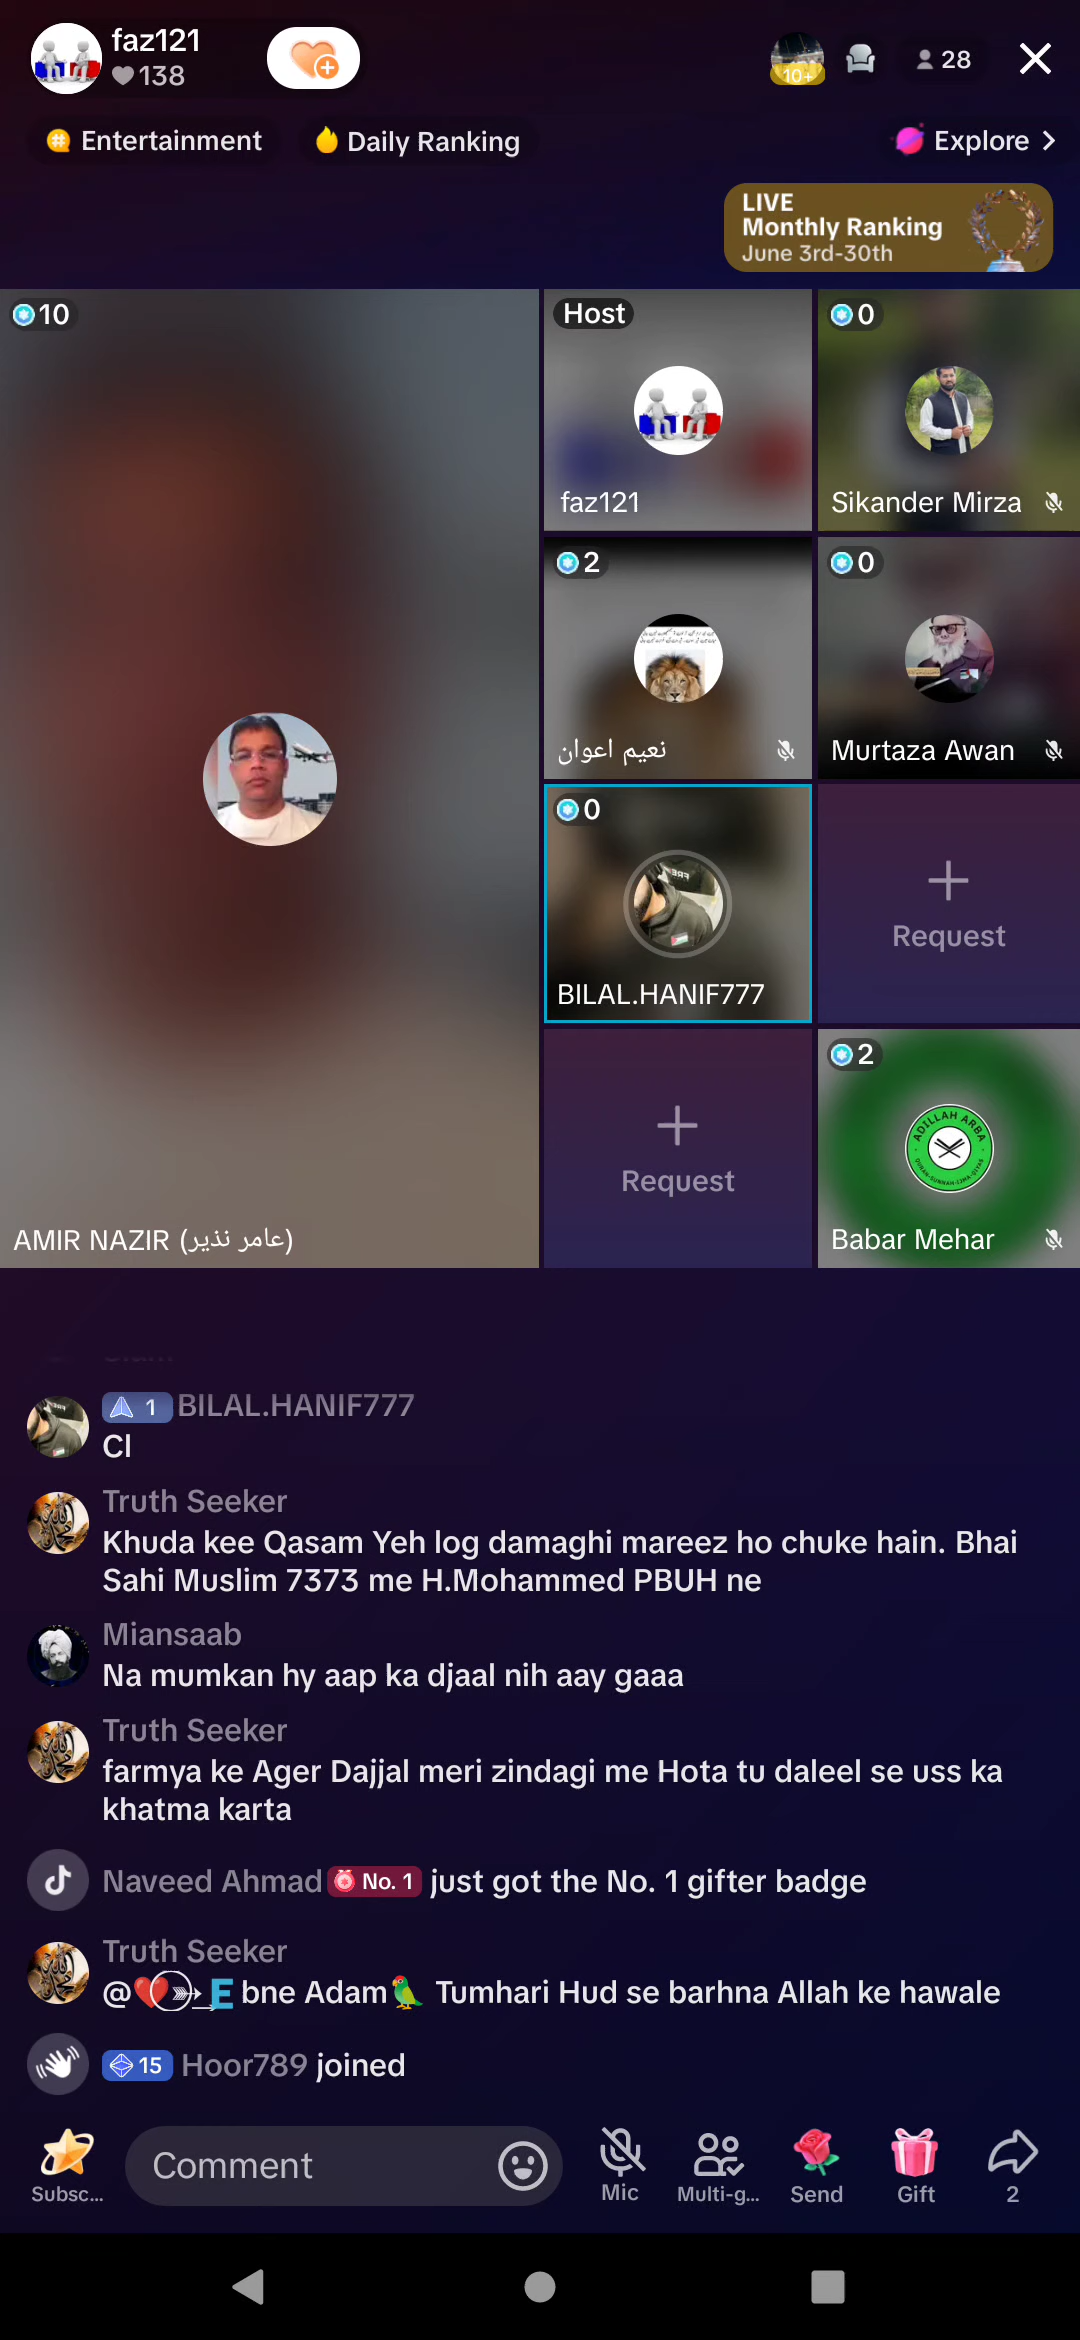 faz121
138
10+
28
Entertainment
Daily Ranking
Explore
LIVE
Monthly Ranking
June 3rd-30th
10
AMIR NAZIR (عامر نذیر)
Host
faz121
0
Sikander Mirza
2
نعیم اعوان
0
Murtaza Awan
0
FRE
BILAL.HANIF777
Request
Request
2
ADILLAH ARBA
Babar Mehar
1 BILAL.HANIF777
Cl
Truth Seeker
Khuda kee Qasam Yeh log damaghi mareez ho chuke hain. Bhai
Sahi Muslim 7373 me H.Mohammed PBUH ne
Miansaab
Na mumkan hy aap ka djaal nih aay gaaa
Truth Seeker
farmya ke Ager Dajjal meri zindagi me Hota tu daleel se uss ka
khatma karta
Naveed Ahmad No. 1 just got the No. 1 gifter badge
Truth Seeker
@❤️⃝➳_E bne Adam🦜 Tumhari Hud se barhna Allah ke hawale
15 Hoor789 joined
Subsc...
Comment
Mic
Multi-g...
Send
Gift
2